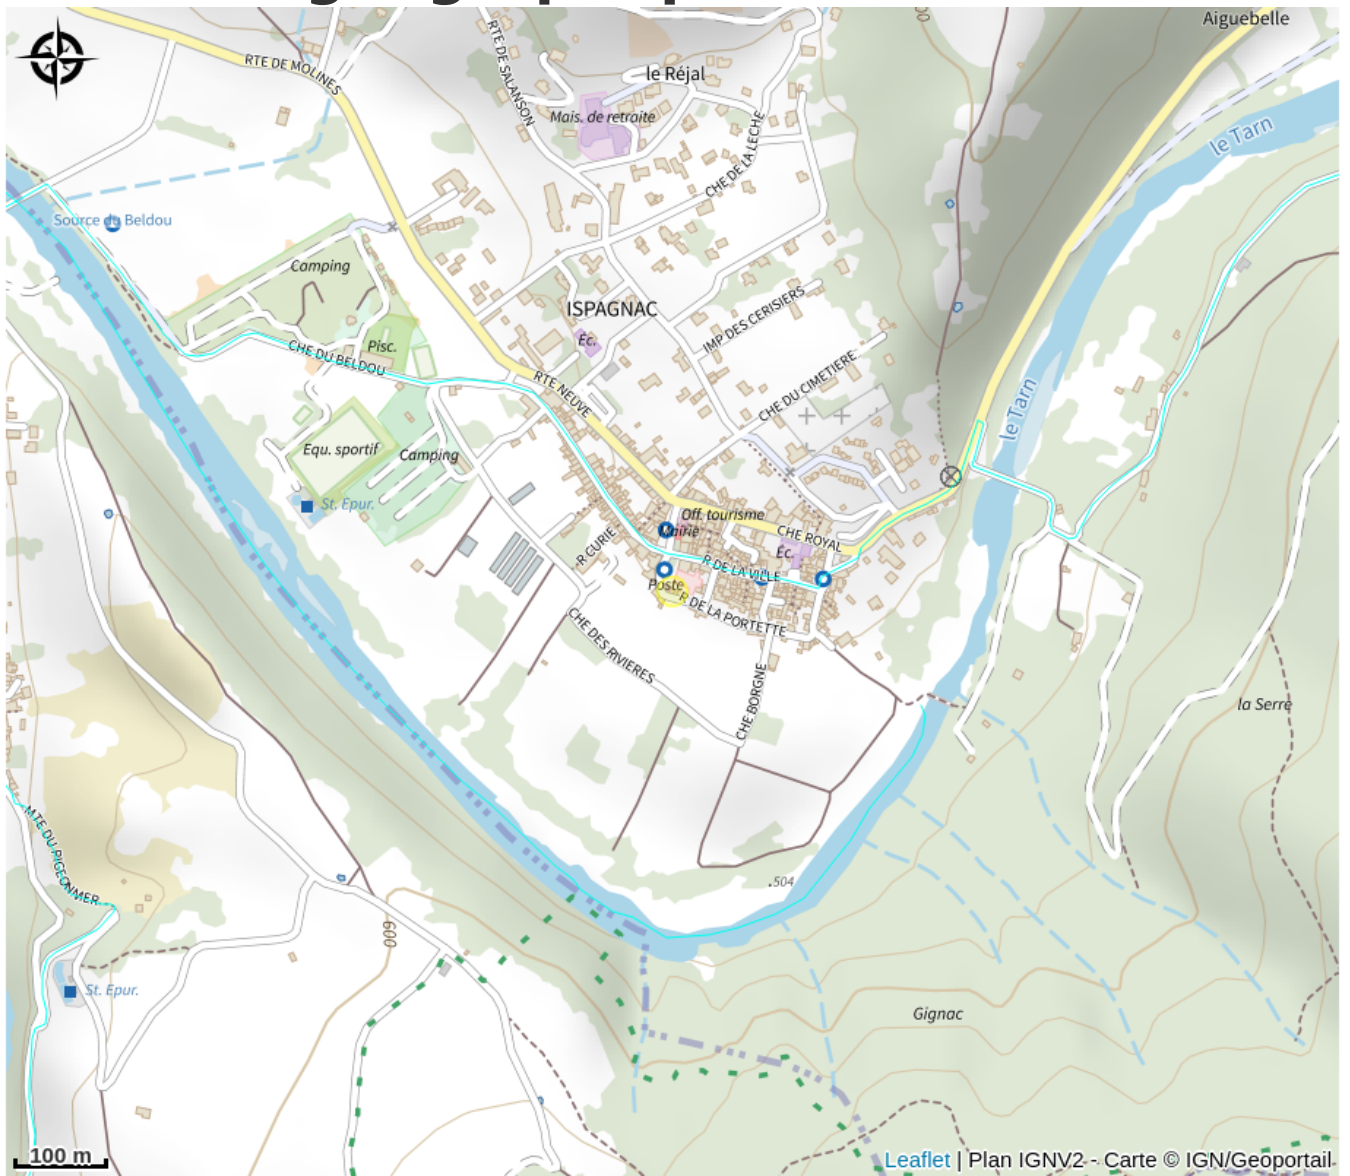 Aiguebelle
RTE DE MOLINES
RTE DE SALANSON
le Réjal
Mais. de retraite
CHE DE LA LECHE
le Tarn
Source du Beldou
Camping
ISPAGNAC
IMP DES CERISIERS
Éc.
Pisc.
CHE DU BELDOU
RTE NEUVE
CHE DU CIMETIERE
le Tarn
Equ. sportif
Camping
St. Epur.
Off. tourisme
Mairie
CHE ROYAL
R CURIE
Éc.
R DE LA VILLE
Poste
R DE LA PORTETTE
CHE DES RIVIERES
CHE BORGNE
la Serre
MTE DU PIGEONNIER
504
600
St. Epur.
Gignac
100 m
Leaflet | Plan IGNV2 - Carte © IGN/Geoportail